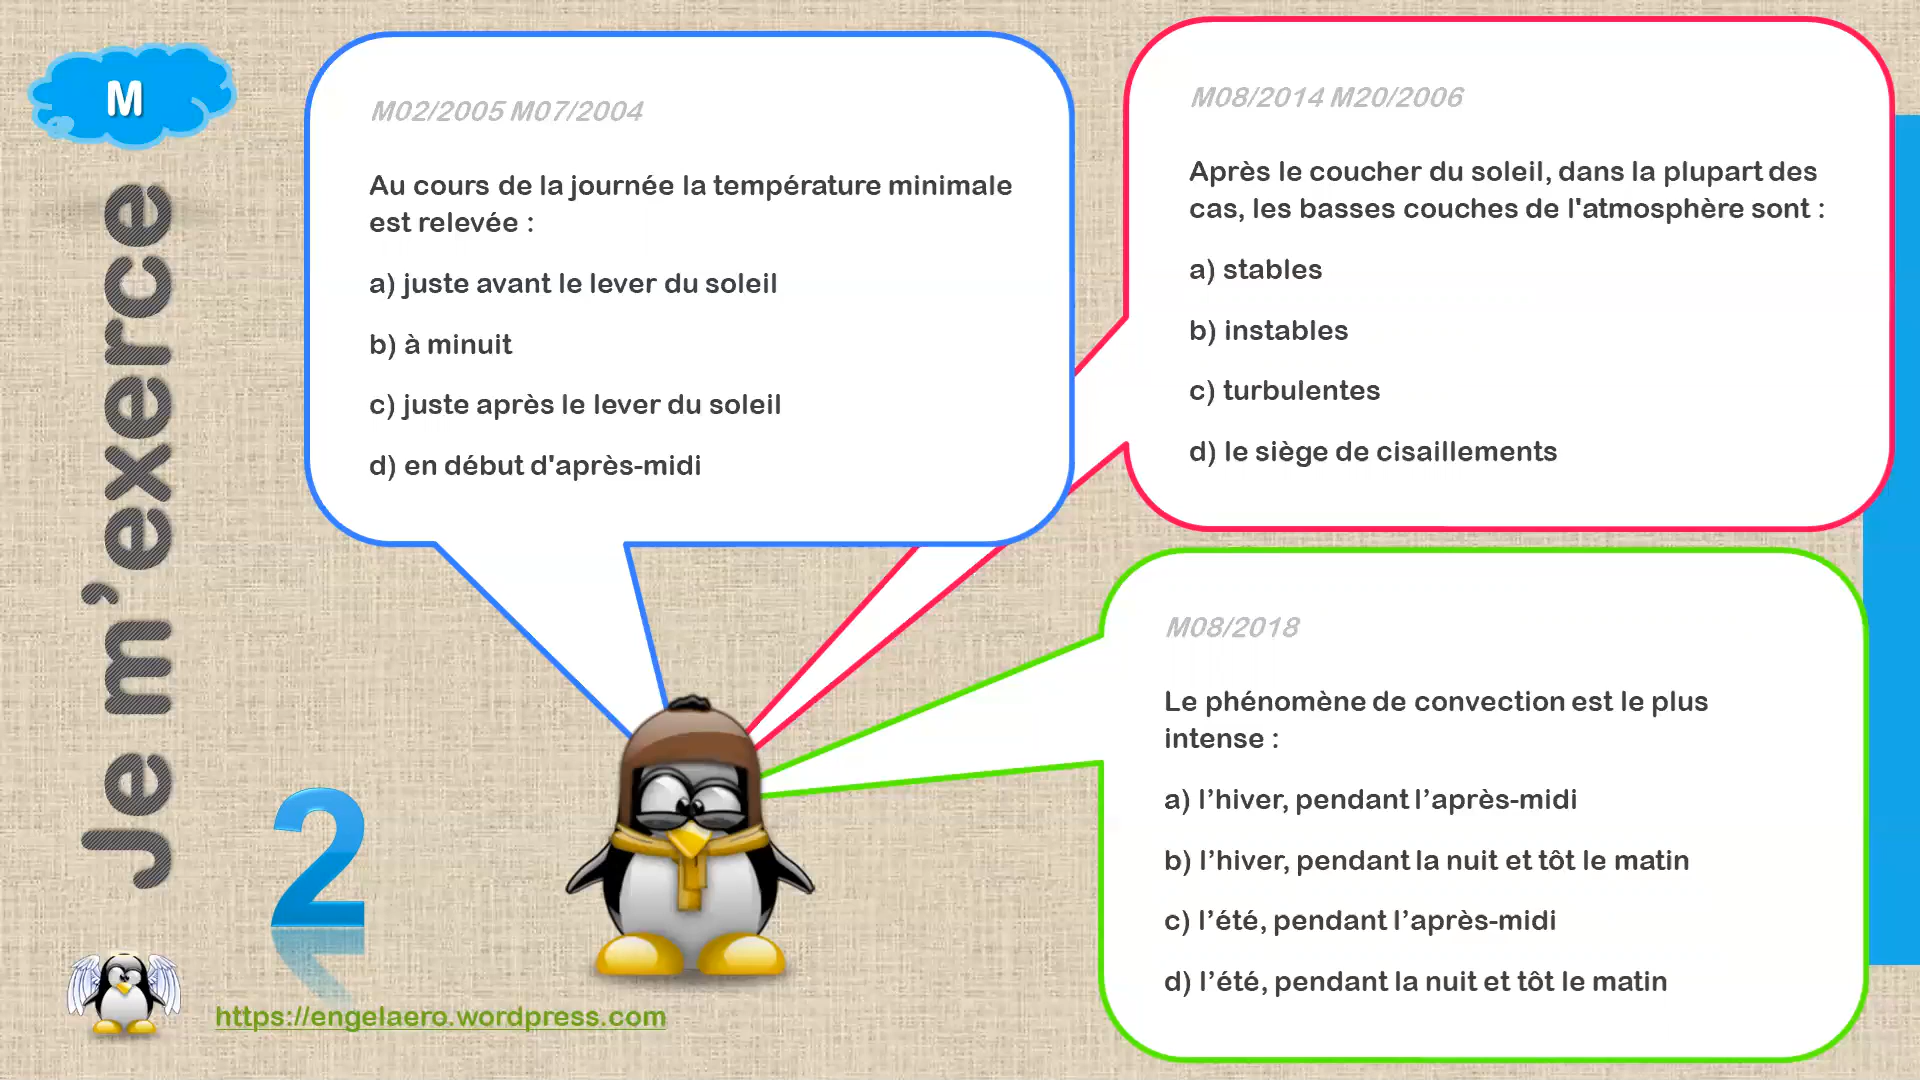 M
Je m’exerce
2
M02/2005 M07/2004
Au cours de la journée la température minimale
est relevée :
a) juste avant le lever du soleil
b) à minuit
c) juste après le lever du soleil
d) en début d'après-midi
M08/2014 M20/2006
Après le coucher du soleil, dans la plupart des
cas, les basses couches de l'atmosphère sont :
a) stables
b) instables
c) turbulentes
d) le siège de cisaillements
M08/2018
Le phénomène de convection est le plus
intense :
a) l’hiver, pendant l’après-midi
b) l’hiver, pendant la nuit et tôt le matin
c) l’été, pendant l’après-midi
d) l’été, pendant la nuit et tôt le matin
https://engelaero.wordpress.com